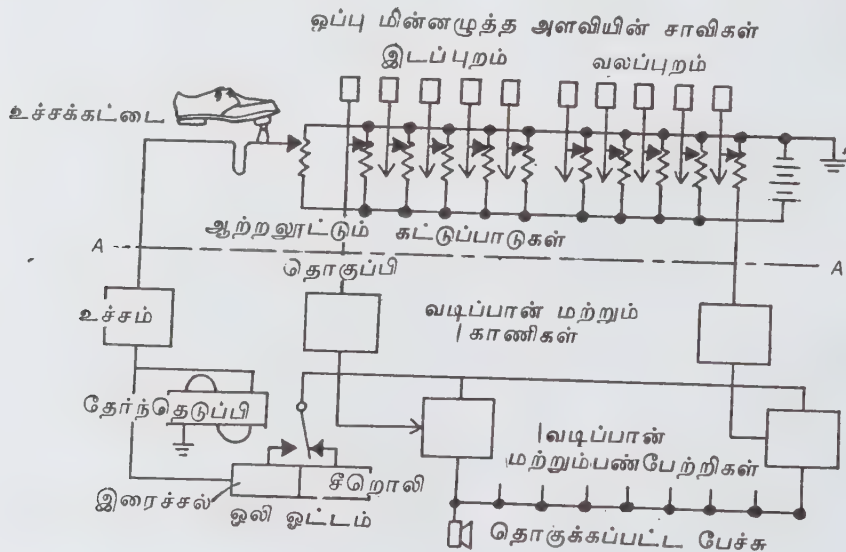 ஒப்பு மின்னழுத்த அளவியின் சாவிகள்
இடப்புறம் வலப்புறம்
உச்சக்கட்டை
ஆற்றலூட்டும் கட்டுப்பாடுகள்
A A
தொகுப்பி
உச்சம்
வடிப்பான் மற்றும்
காணிகள்
தேர்ந்தெடுப்பி
வடிப்பான்
மற்றும்பண்பேற்றிகள்
சீறொலி
இரைச்சல்
ஒலி ஓட்டம்
தொகுக்கப்பட்ட பேச்சு